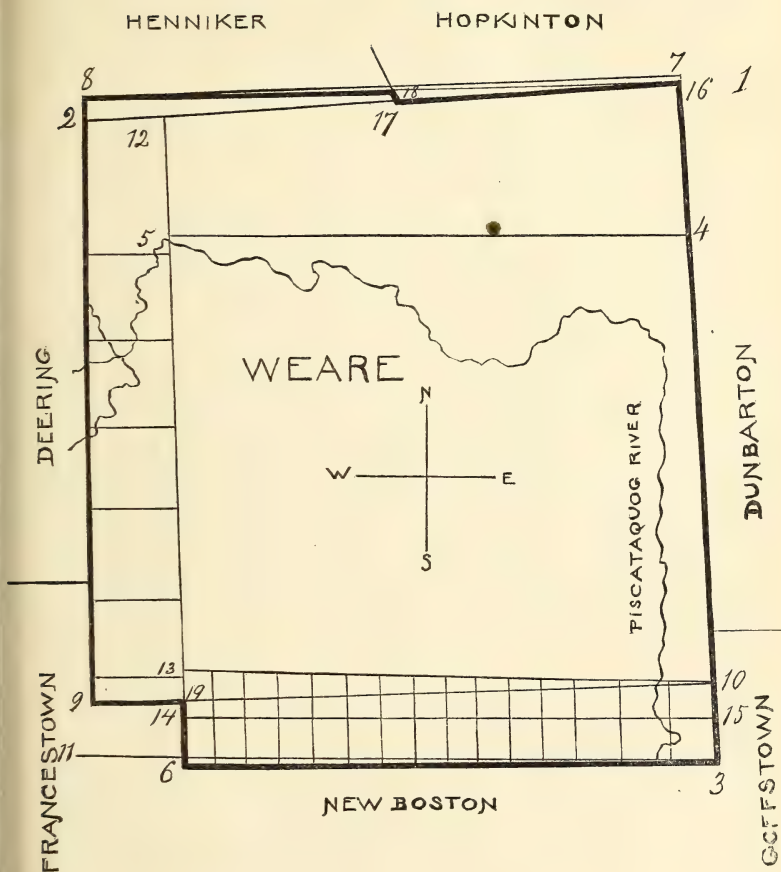 HENNIKER
HOPKINTON
8
7
18
16
1
2
12
17
5
4
DEERING
WEARE
N
W
E
S
PISCATAQUOG RIVER
DUNBARTON
13
10
9
19
14
15
11
6
3
FRANCESTOWN
NEW BOSTON
GOFFSTOWN